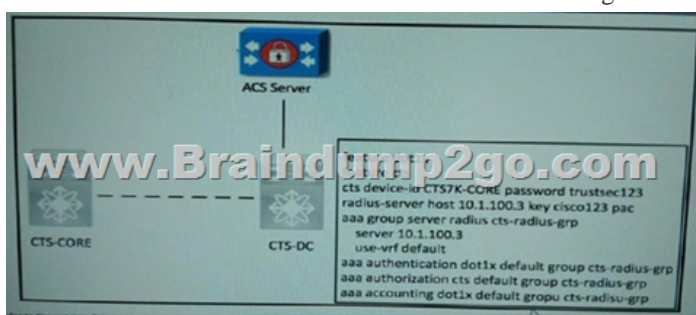 ACS Server
www.Braindump2go.com
cts device-id CTS7K-CORE password trustsec123
radius-server host 10.1.100.3 key cisco123 pac
aaa group server radius cts-radius-grp
server 10.1.100.3
use-vrf default
aaa authentication dot1x default group cts-radius-grp
aaa authorization cts default group cts-radius-grp
aaa accounting dot1x default gropu cts-radisu-grp
CTS-CORE
CTS-DC